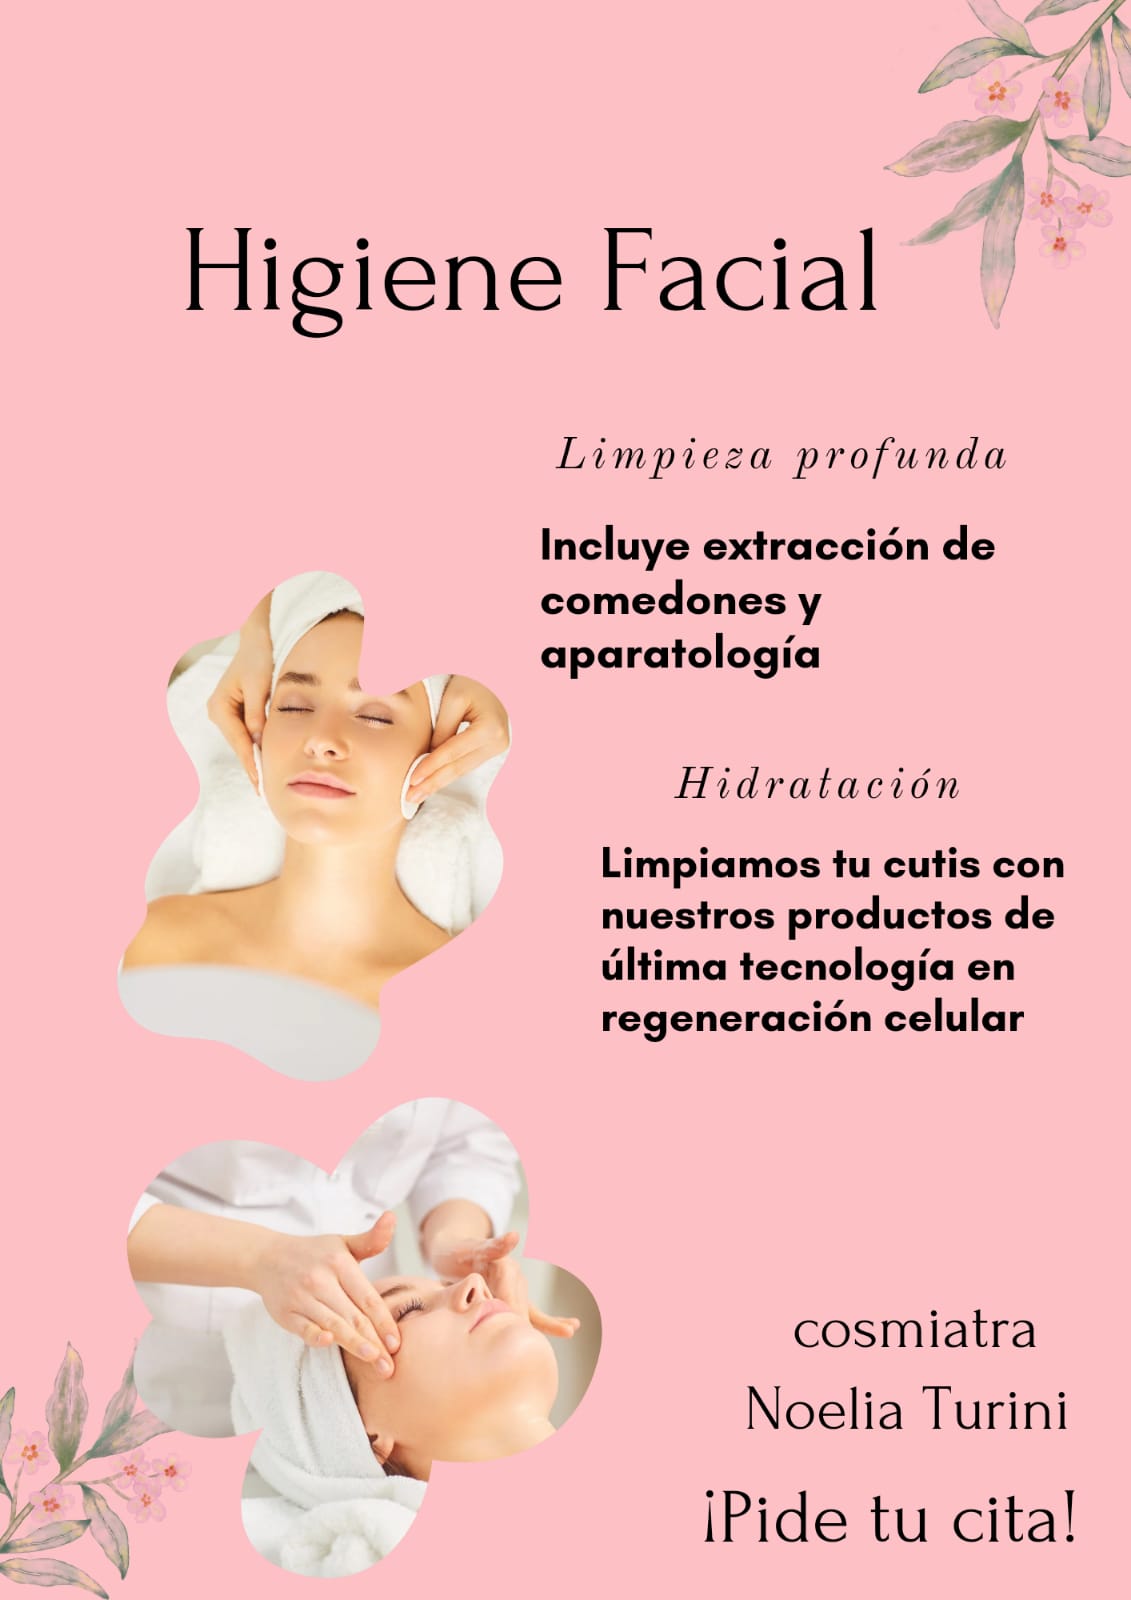 Higiene Facial
Limpieza profunda
Incluye extracción de
comedones y
aparatología
Hidratación
Limpiamos tu cutis con
nuestros productos de
última tecnología en
regeneración celular
cosmiatra
Noelia Turini
¡Pide tu cita!